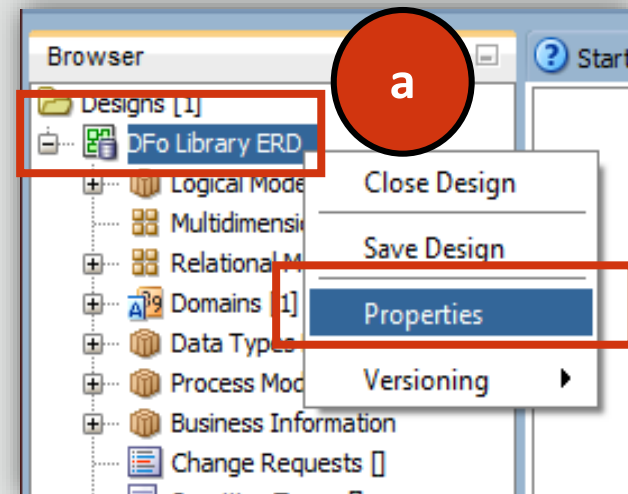 Browser
Start
a
Designs [1]
DFo Library ERD
Logical Mode
Close Design
Multidimensi
Save Design
Relational M
Domains [1]
Properties
Data Types
Process Mod
Versioning
Business Information
Change Requests []